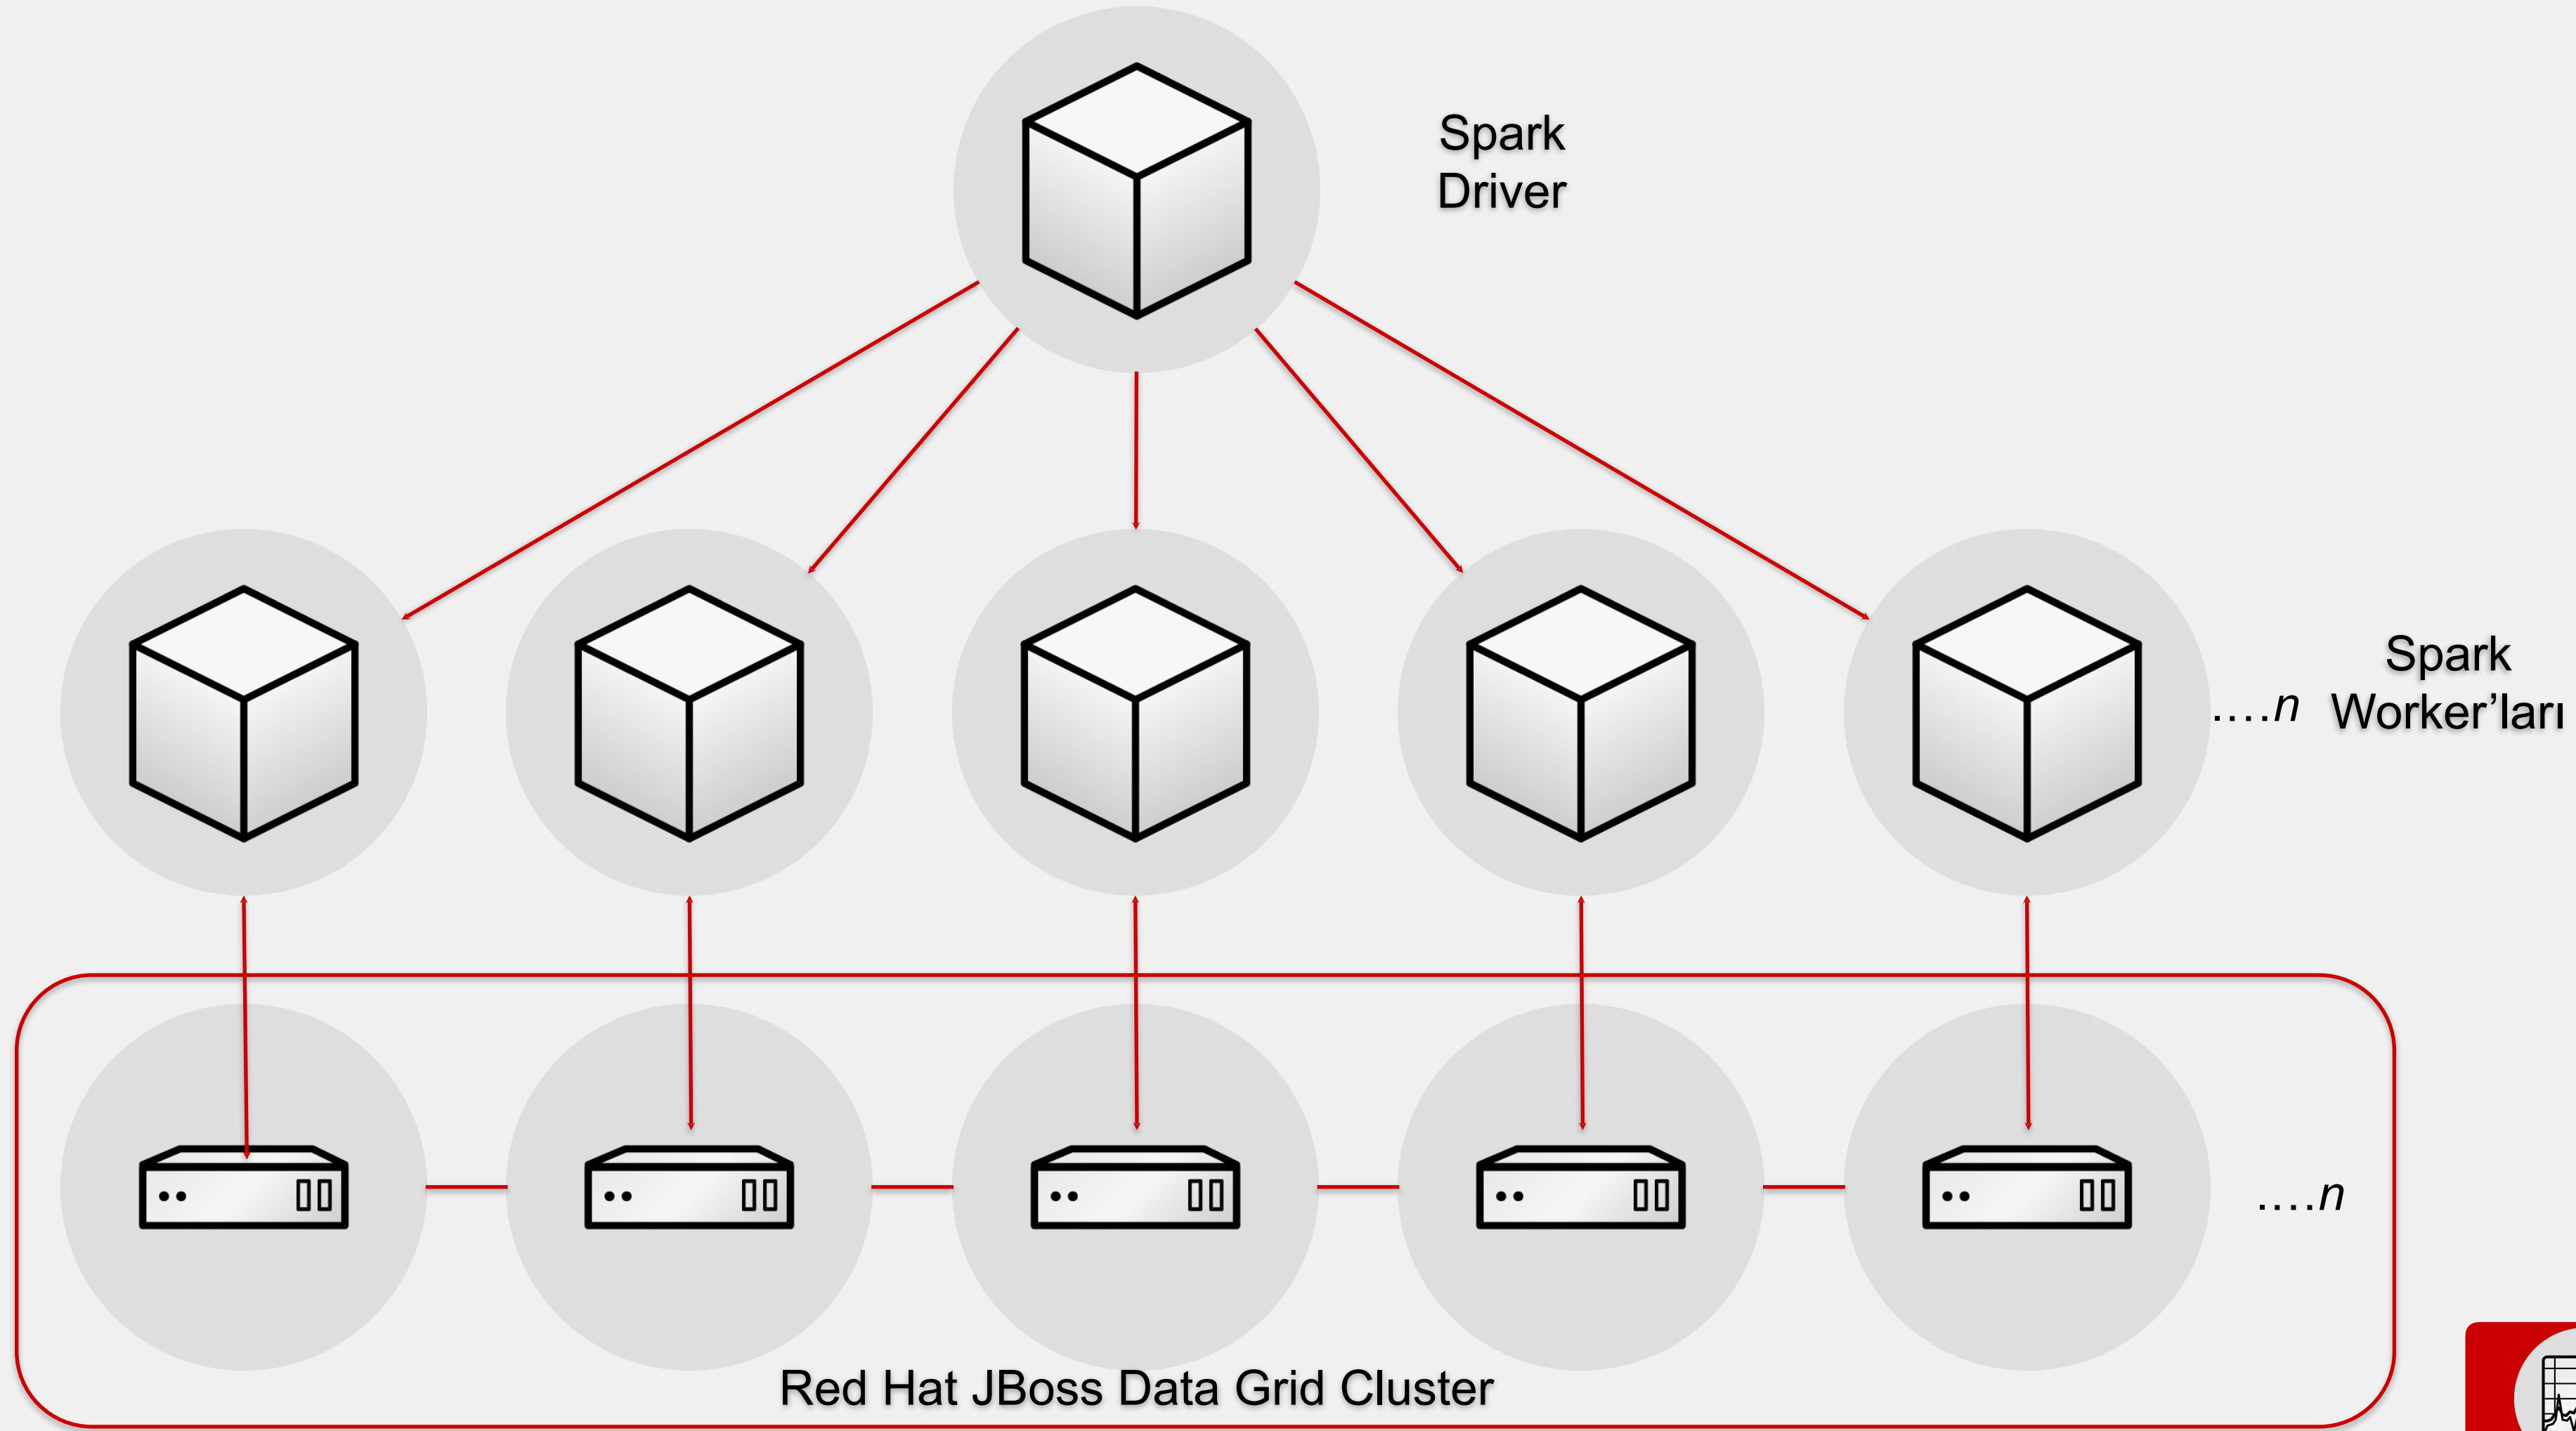 Spark
Driver
Spark
….n Worker’ları
….n
Red Hat JBoss Data Grid Cluster